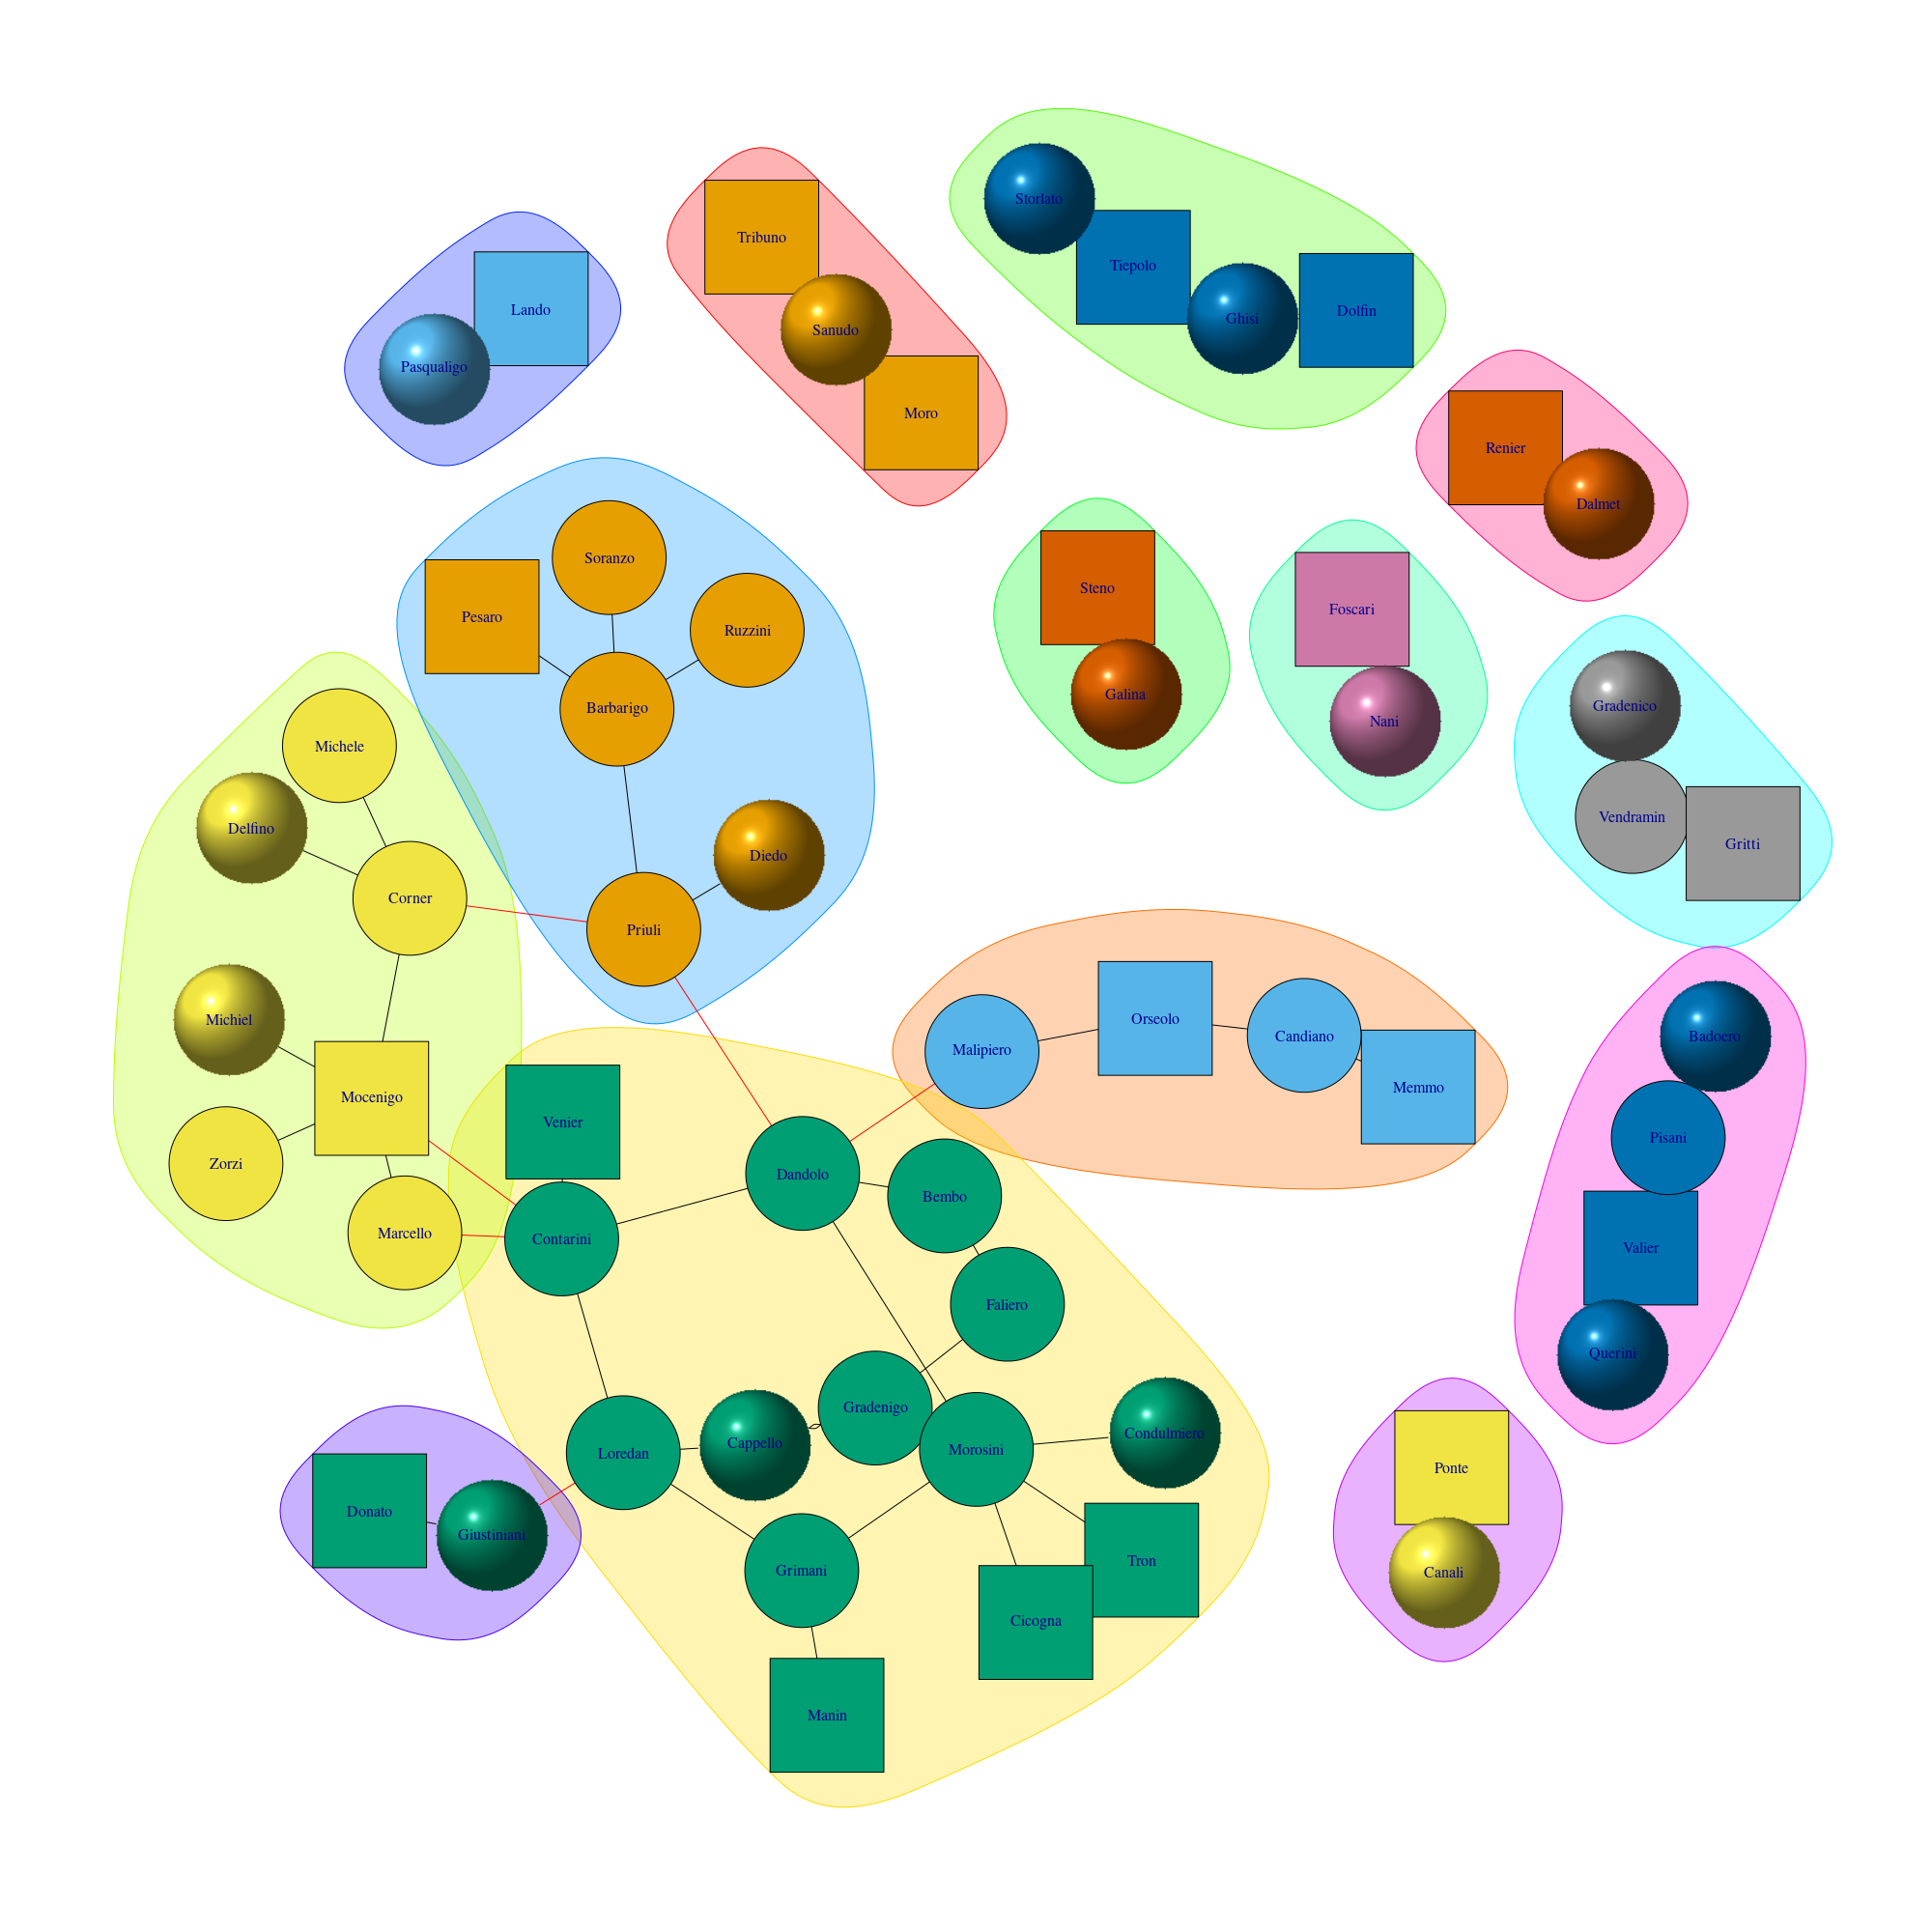 Storlato
Tribuno
Tiepolo
Lando
Dolfin
Ghisi
Sanudo
Pasqualigo
Moro
Renier
Dalmet
Soranzo
Steno
Foscari
Pesaro
Ruzzini
Galina
Gradenico
Barbarigo
Nani
Michele
Vendramin
Delfino
Gritti
Diedo
Corner
Priuli
Michiel
Orseolo
Candiano
Badoero
Malipiero
Memmo
Mocenigo
Venier
Pisani
Zorzi
Dandolo
Bembo
Marcello
Contarini
Valier
Faliero
Querini
Gradenigo
Condulmiero
Cappello
Loredan
Morosini
Ponte
Donato
Giustiniani
Tron
Grimani
Canali
Cicogna
Manin